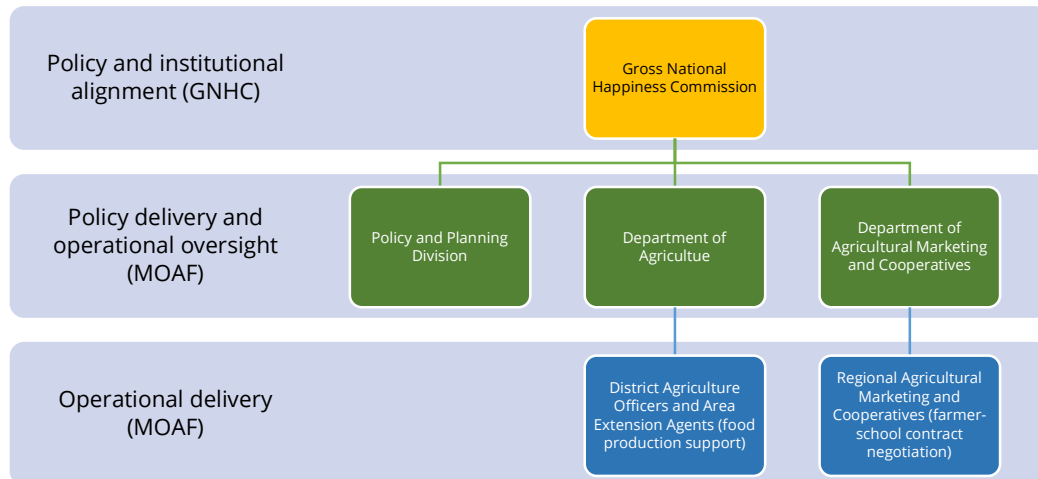 Policy and institutional
alignment (GNHC)
Gross National
Happiness Commission
Policy delivery and
operational oversight
(MOAF)
Policy and Planning
Division
Department of
Agricultue
Department of
Agricultural Marketing
and Cooperatives
Operational delivery
(MOAF)
District Agriculture
Officers and Area
Extension Agents (food
production support)
Regional Agricultural
Marketing and
Cooperatives (farmer-
school contract
negotiation)